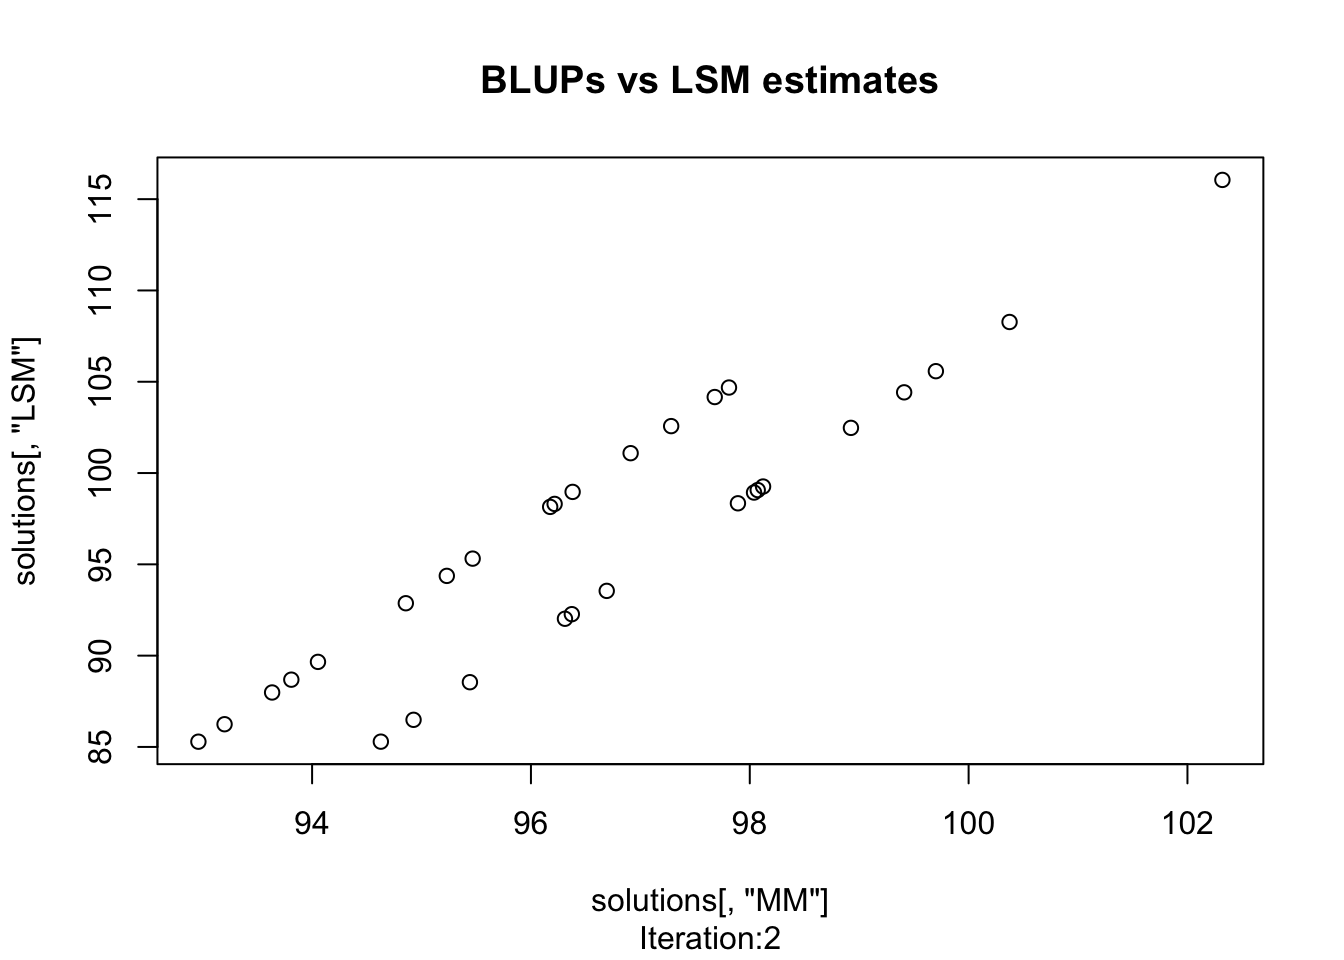 BLUPs vs LSM estimates
115
110
105
100
95
90
85
solutions[, "LSM"]
94 96 98 100 102
solutions[, "MM"]
Iteration:2